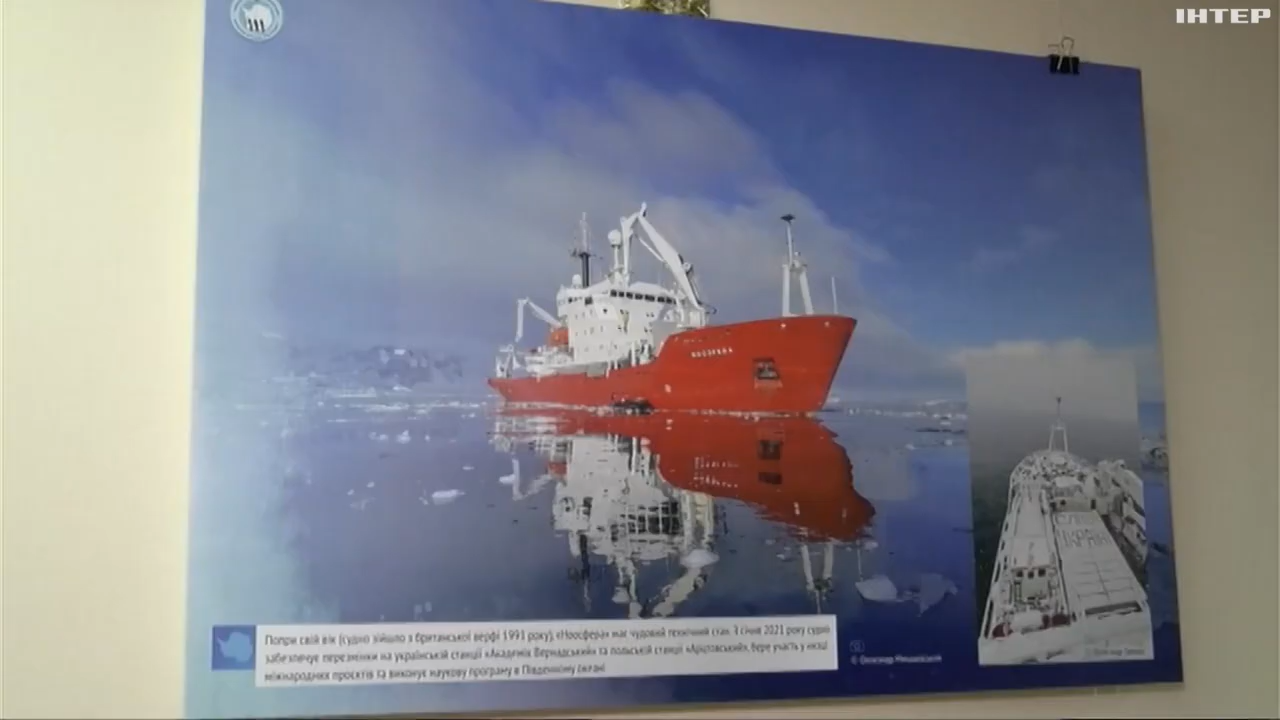 ІНТЕР
НООСФЕРА
Попри свій вік (судно зійшло з британської верфі 1991 року), «Ноосфера» має чудовий технічний стан. З січня 2021 року судно
забезпечує перезмінки на українській станції «Академік Вернадський» та польській станції «Арцтовський», бере участь у низці
міжнародних проєктів та виконує наукову програму в Південному океані
© Олександр